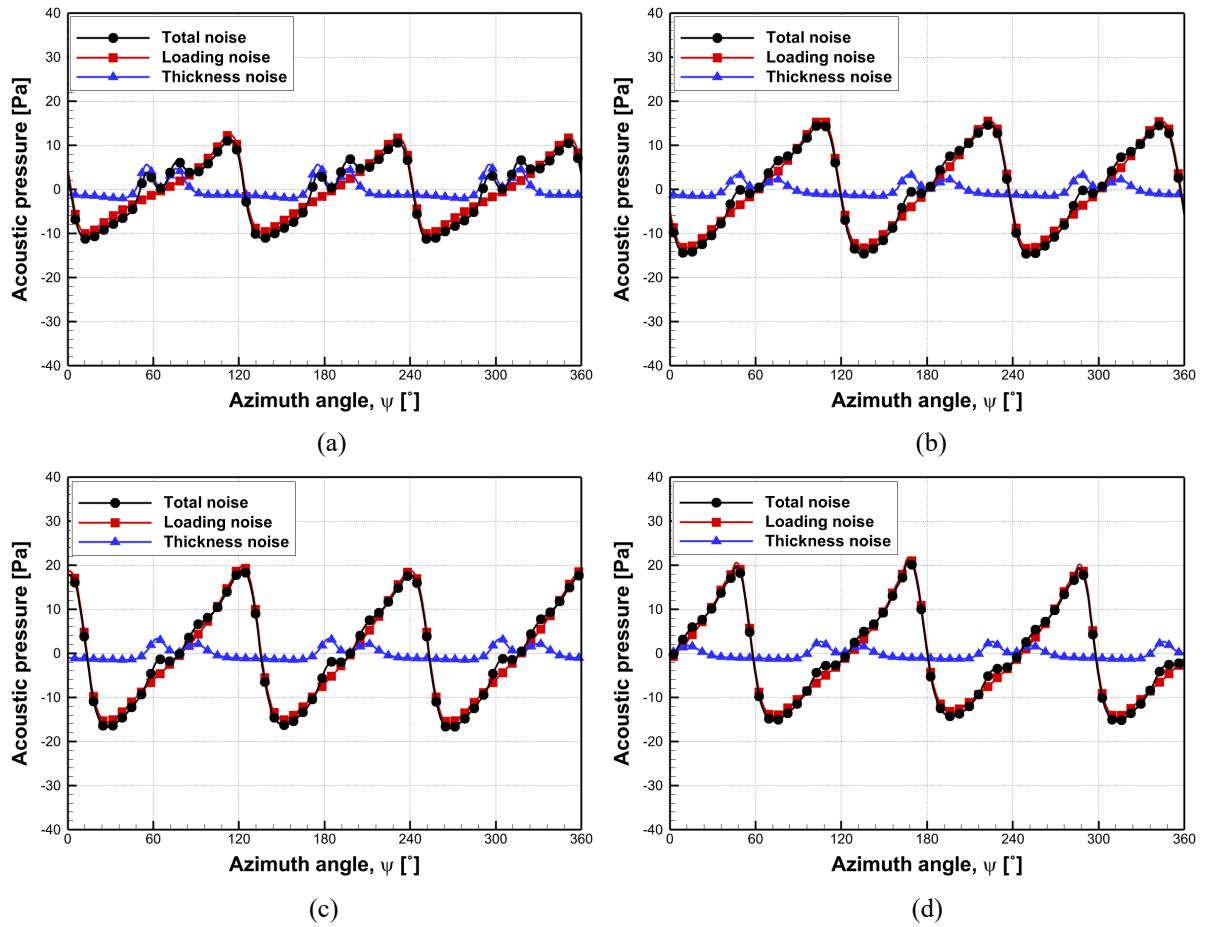 Total noise
Loading noise
Thickness noise
Acoustic pressure [Pa]
40
30
20
10
0
-10
-20
-30
-40
0 60 120 180 240 300 360
Azimuth angle, ψ [°]
(a)
Total noise
Loading noise
Thickness noise
Acoustic pressure [Pa]
40
30
20
10
0
-10
-20
-30
-40
0 60 120 180 240 300 360
Azimuth angle, ψ [°]
(b)
Total noise
Loading noise
Thickness noise
Acoustic pressure [Pa]
40
30
20
10
0
-10
-20
-30
-40
0 60 120 180 240 300 360
Azimuth angle, ψ [°]
(c)
Total noise
Loading noise
Thickness noise
Acoustic pressure [Pa]
40
30
20
10
0
-10
-20
-30
-40
0 60 120 180 240 300 360
Azimuth angle, ψ [°]
(d)